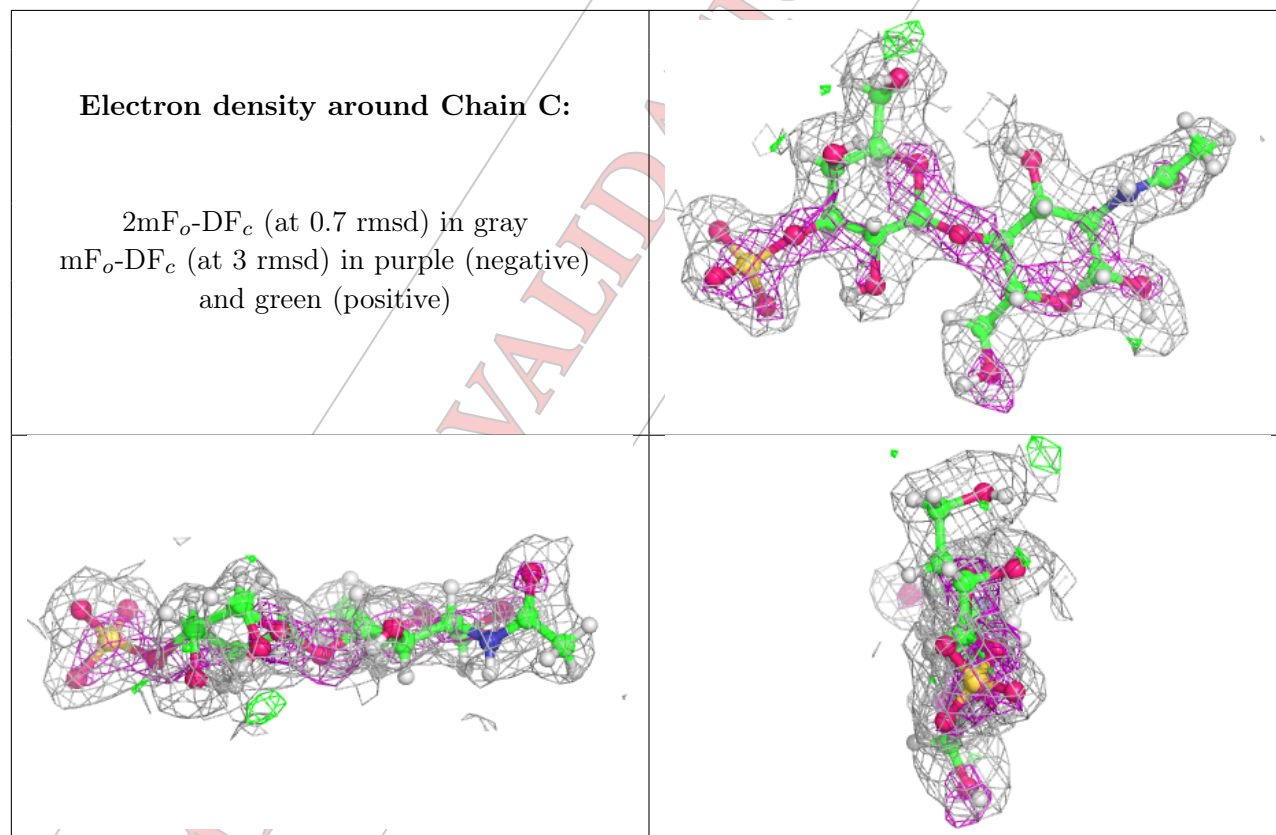 Electron density around Chain C:
2mFo-DFc (at 0.7 rmsd) in gray
mFo-DFc (at 3 rmsd) in purple (negative)
and green (positive)
VALIDA